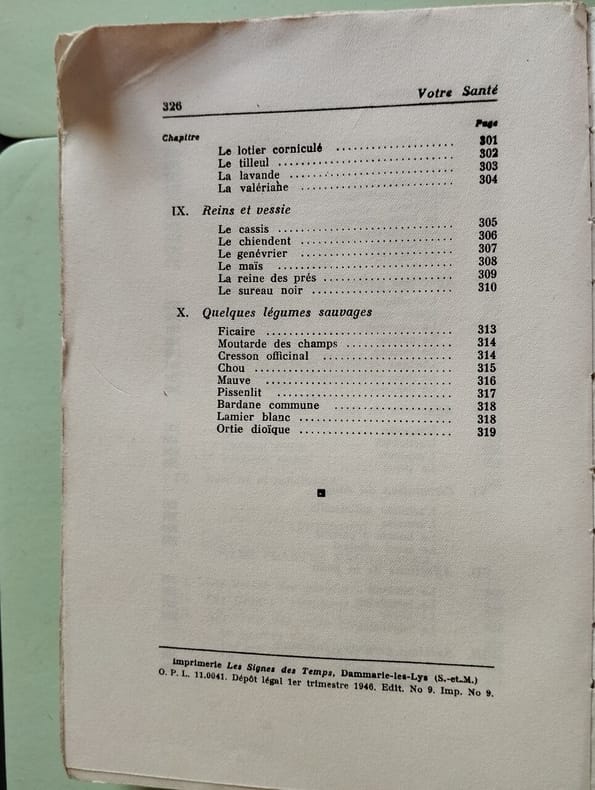 326 Votre Santé
Chapitre Page
Le lotier corniculé 301
Le tilleul 302
La lavande 303
La valériane 304
IX. Reins et vessie
Le cassis 305
Le chiendent 306
Le genévrier 307
Le maïs 308
La reine des prés 309
Le sureau noir 310
X. Quelques légumes sauvages
Ficaire 313
Moutarde des champs 314
Cresson officinal 314
Chou 315
Mauve 316
Pissenlit 317
Bardane commune 318
Lamier blanc 318
Ortie dioïque 319
Imprimerie Les Signes des Temps, Dammarie-les-Lys (S.-et-M.)
O. P. L. 11.0041. Dépôt légal 1er trimestre 1946. Edit. No 9. Imp. No 9.